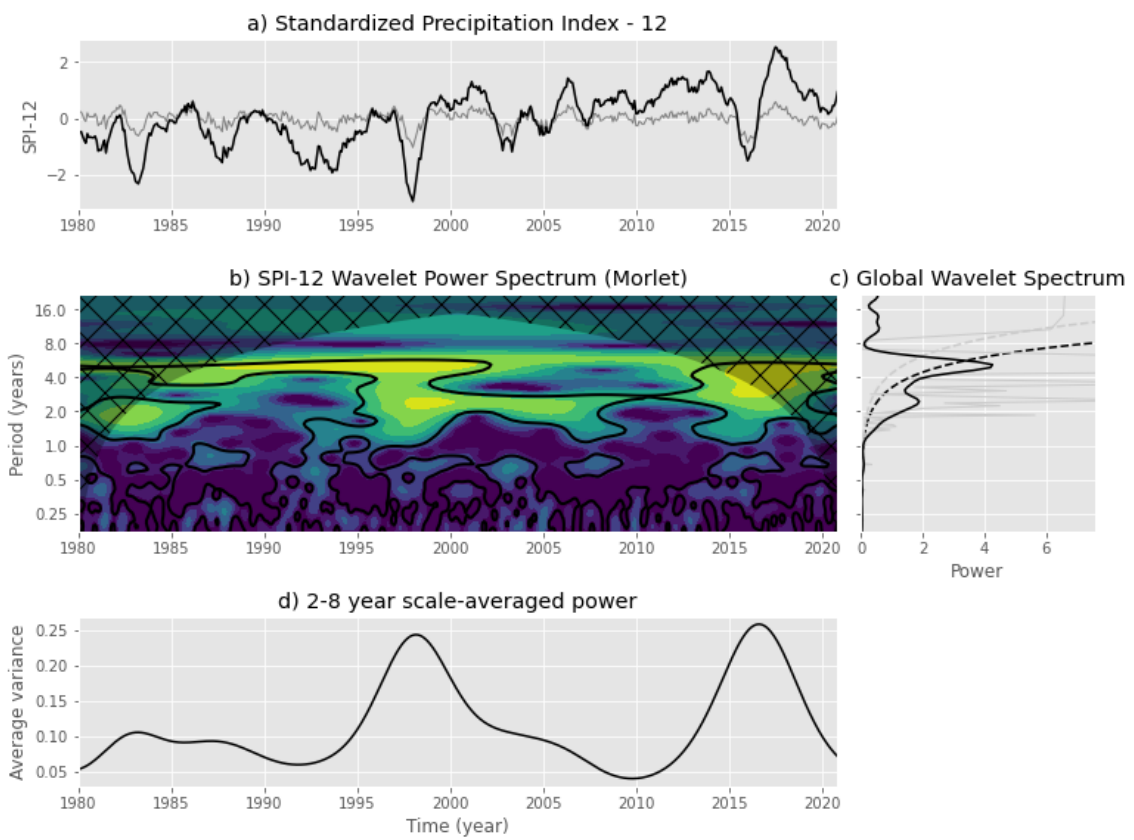 a) Standardized Precipitation Index - 12
SPI-12
2
0
−2
1980 1985 1990 1995 2000 2005 2010 2015 2020
b) SPI-12 Wavelet Power Spectrum (Morlet)
Period (years)
16.0
8.0
4.0
2.0
1.0
0.5
0.25
1980 1985 1990 1995 2000 2005 2010 2015 2020
c) Global Wavelet Spectrum
0 2 4 6
Power
d) 2-8 year scale-averaged power
Average variance
0.25
0.20
0.15
0.10
0.05
1980 1985 1990 1995 2000 2005 2010 2015 2020
Time (year)